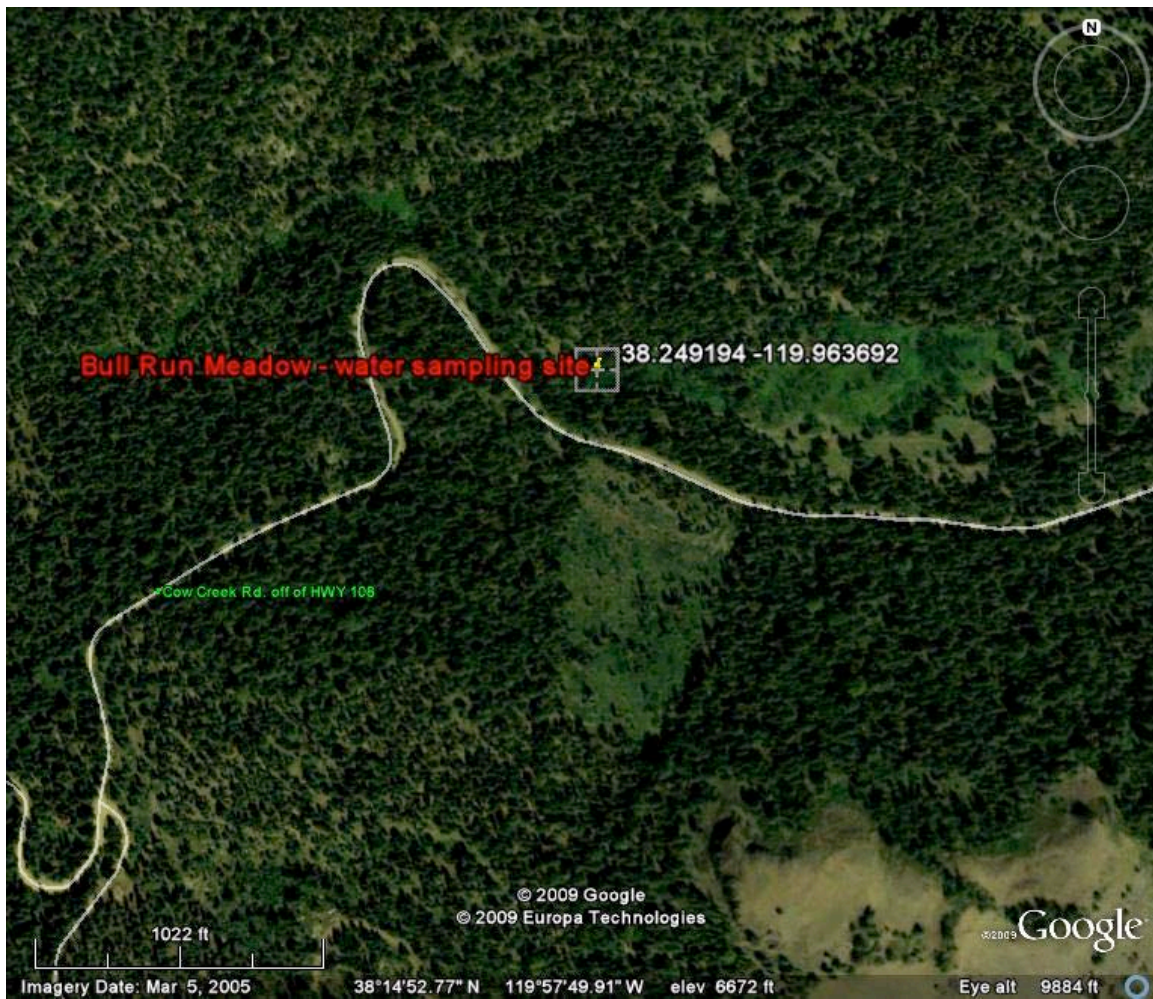 N
38.249194 -119.963692
Bull Run Meadow - water sampling site
Cow Creek Rd. off of HWY 108
© 2009 Google
© 2009 Europa Technologies
©2009 Google
1022 ft
Imagery Date: Mar 5, 2005 38°14'52.77" N 119°57'49.91" W elev 6672 ft Eye alt 9884 ft